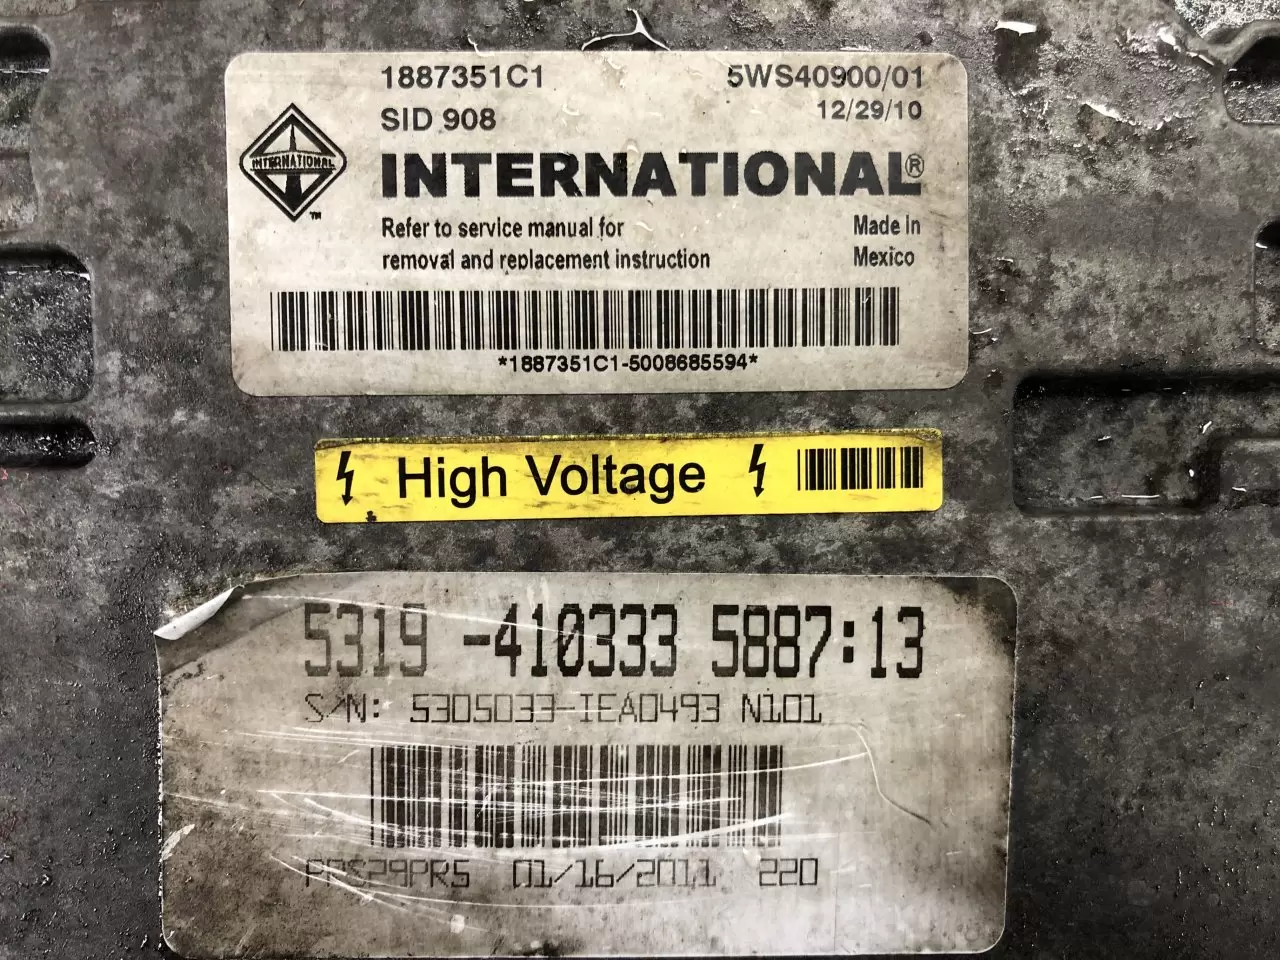 1887351C1 5WS40900/01
SID 908 12/29/10
INTERNATIONAL
™
INTERNATIONAL®
Refer to service manual for Made In
removal and replacement instruction Mexico
*1887351C1-5008685594*
High Voltage
5319 -410333 5887:13
S/N: 5305033-IEA0493 N101
01/16/2011 220